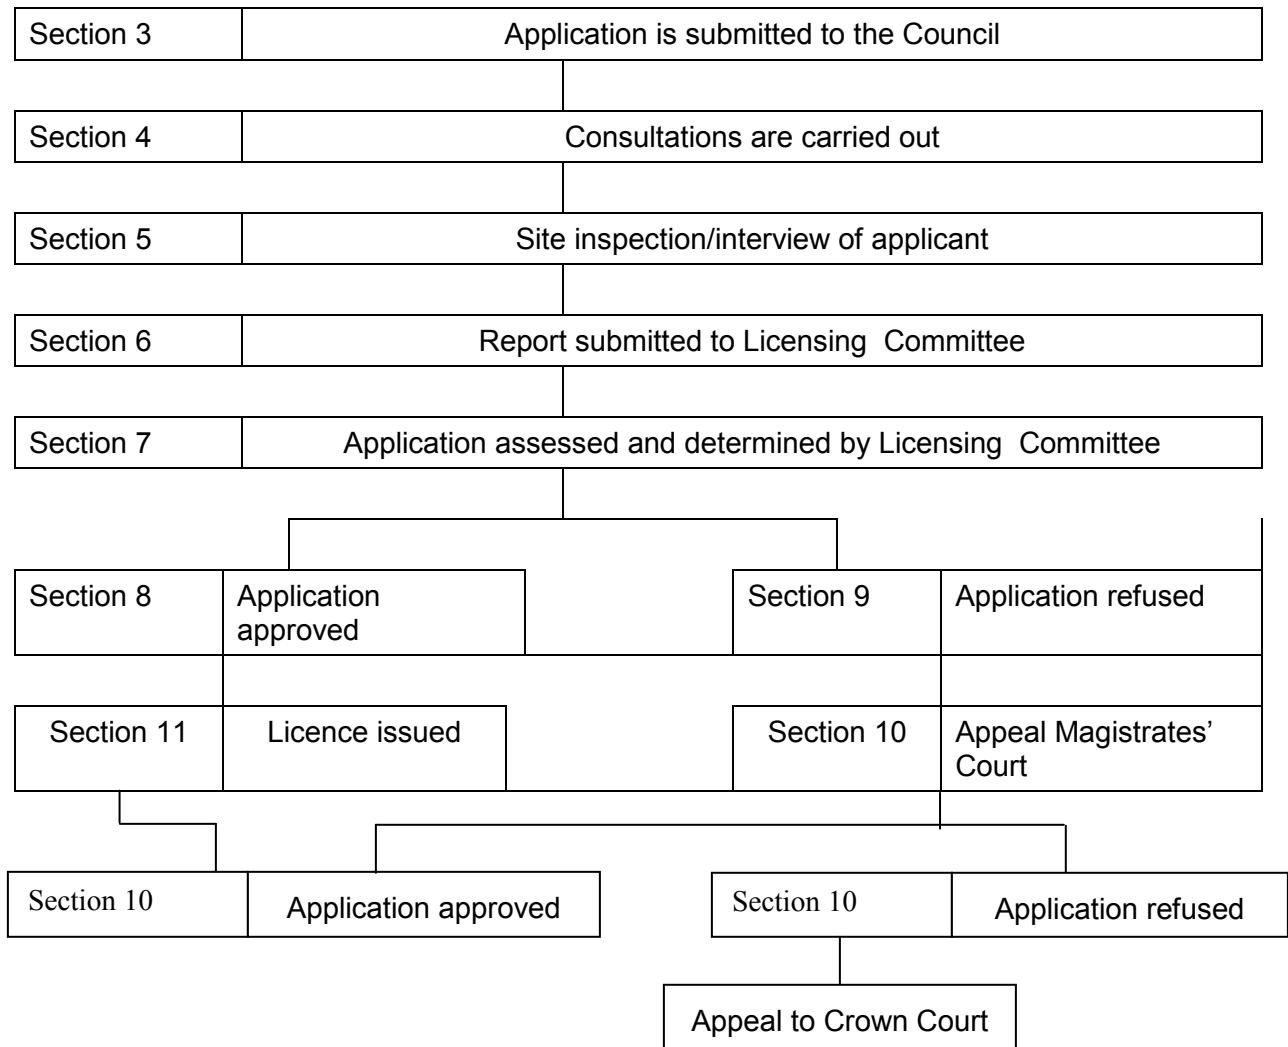 Section 3 Application is submitted to the Council
Section 4 Consultations are carried out
Section 5 Site inspection/interview of applicant
Section 6 Report submitted to Licensing Committee
Section 7 Application assessed and determined by Licensing Committee
Section 8 Application
approved
Section 9 Application refused
Section 11 Licence issued
Section 10 Appeal Magistrates’
Court
Section 10 Application approved
Section 10 Application refused
Appeal to Crown Court